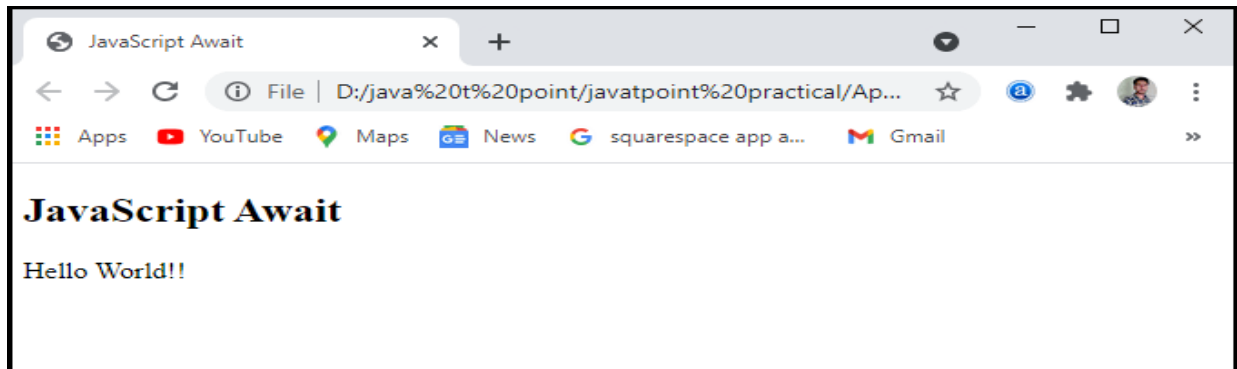 JavaScript Await
File | D:/java%20t%20point/javatpoint%20practical/Ap...
Apps YouTube Maps News squarespace app a... Gmail
JavaScript Await
Hello World!!